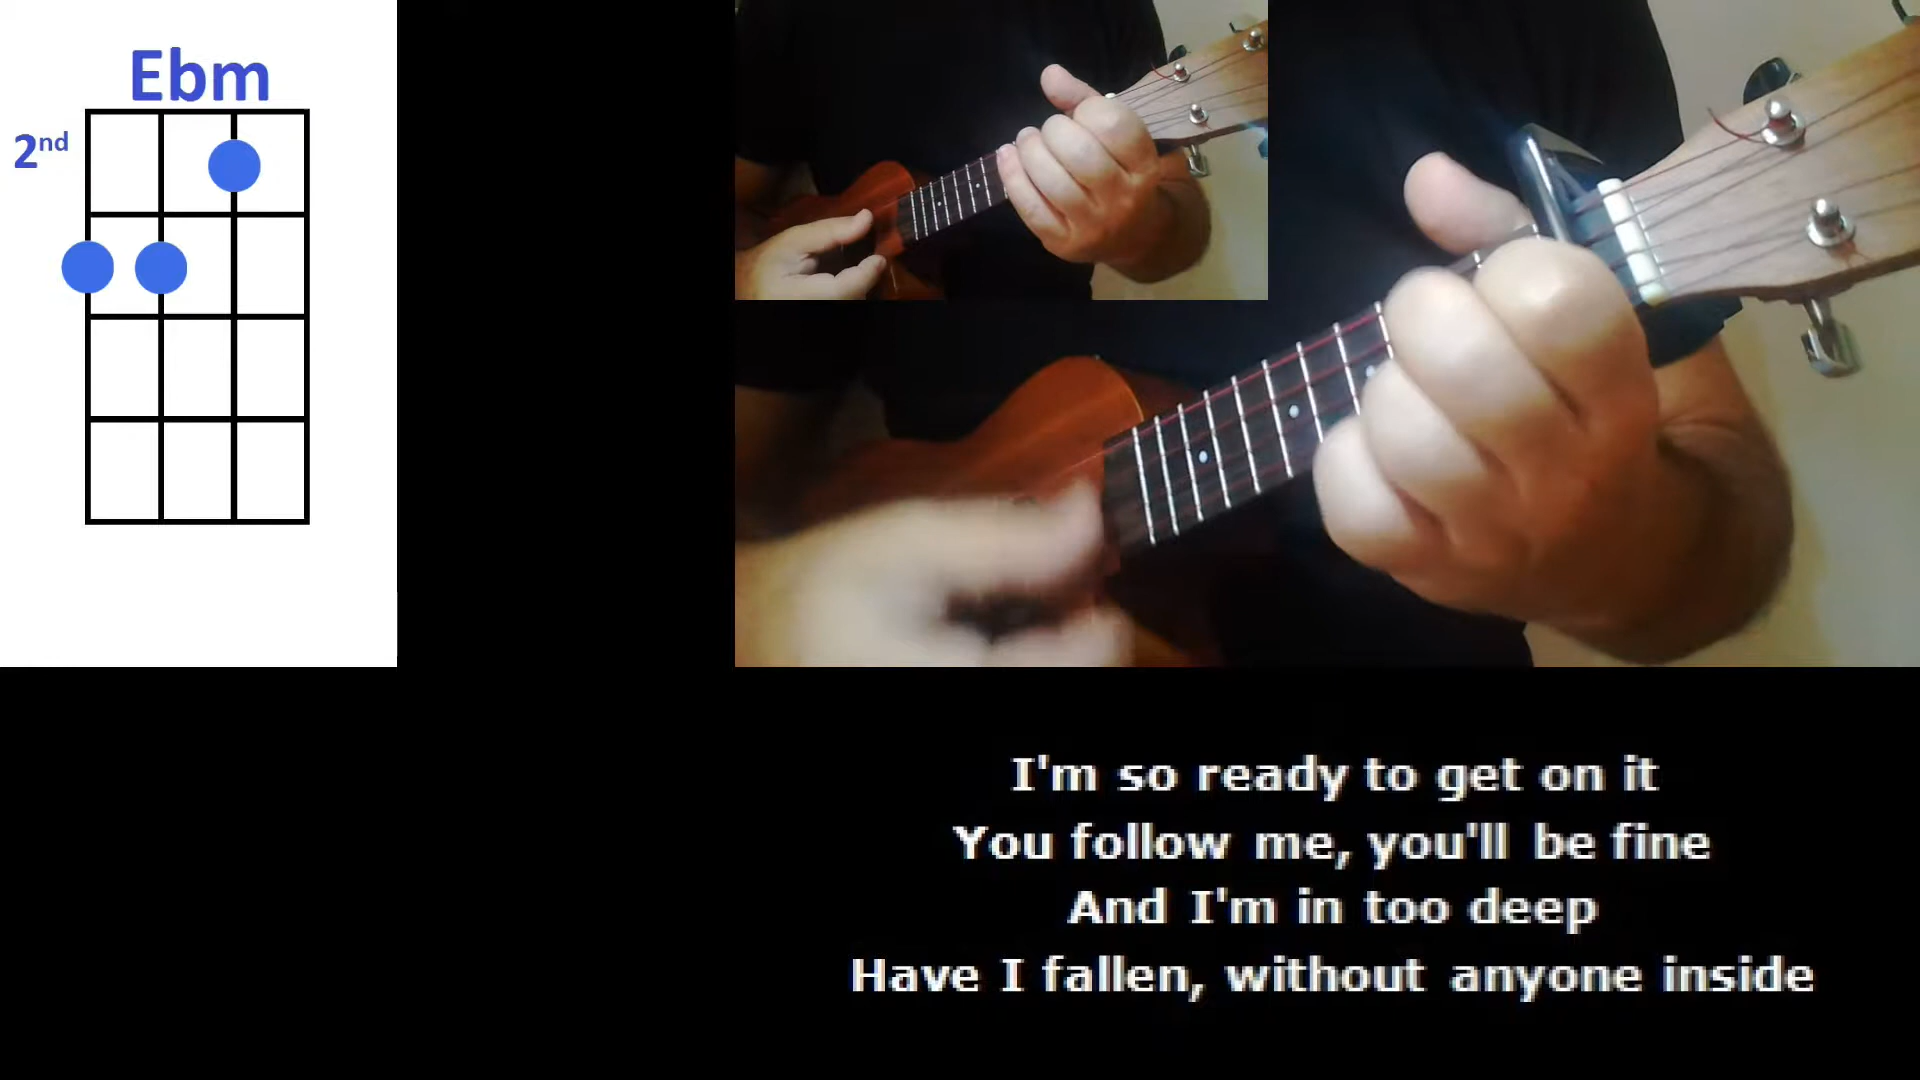 Ebm
2nd
I'm so ready to get on it
You follow me, you'll be fine
And I'm in too deep
Have I fallen, without anyone inside